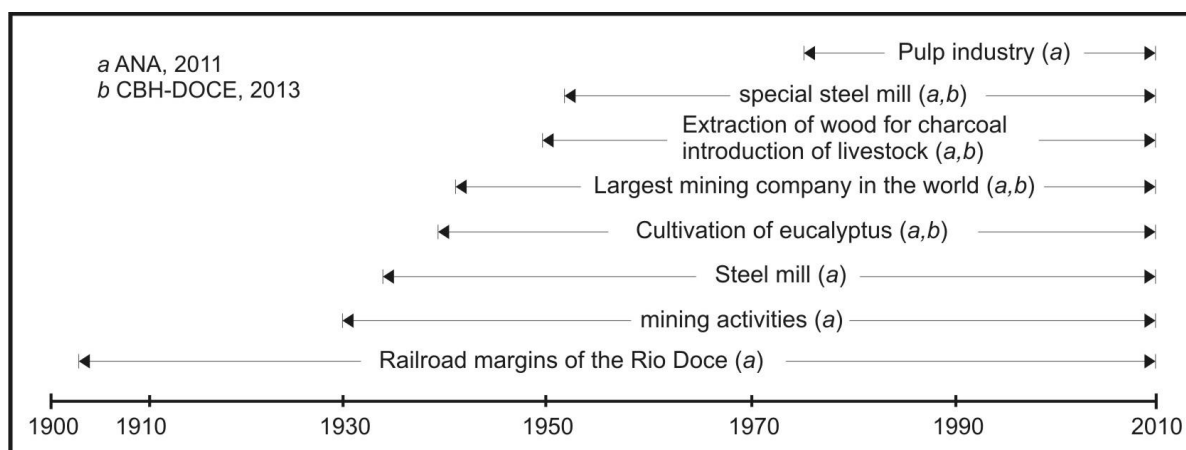 a ANA, 2011
b CBH-DOCE, 2013
Pulp industry (a)
special steel mill (a,b)
Extraction of wood for charcoal
introduction of livestock (a,b)
Largest mining company in the world (a,b)
Cultivation of eucalyptus (a,b)
Steel mill (a)
mining activities (a)
Railroad margins of the Rio Doce (a)
1900 1910 1930 1950 1970 1990 2010